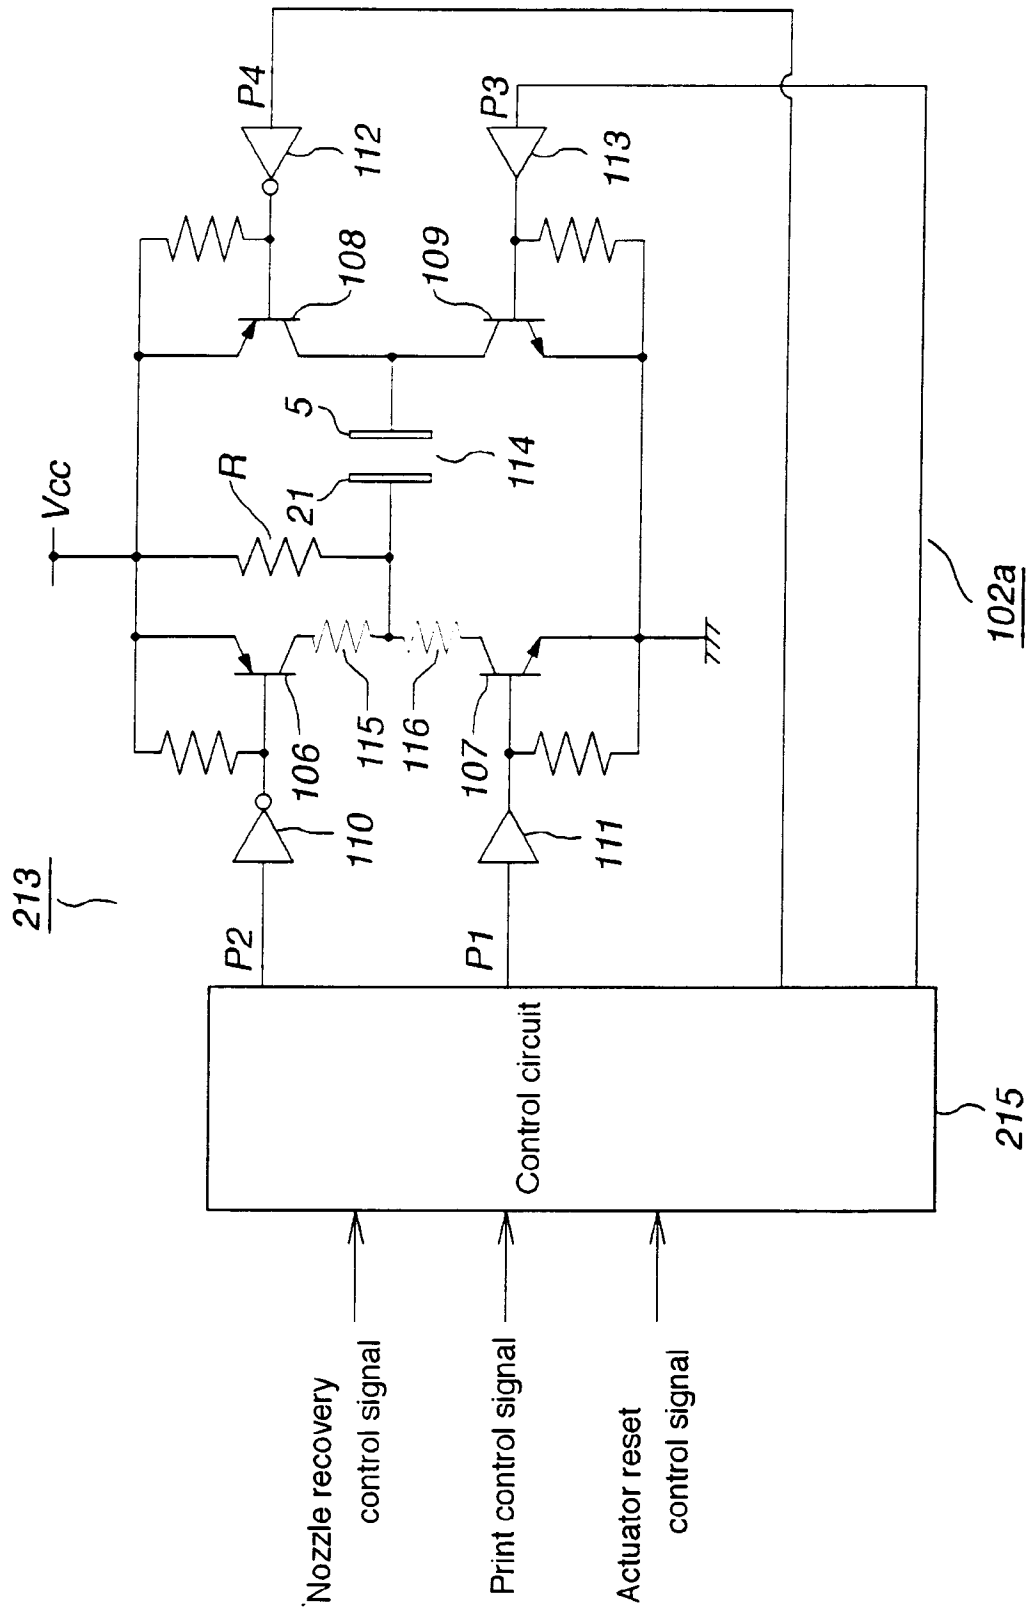 213
Vcc
P2
110
106
115
116
R
21
5
114
108
112
P4
P1
111
107
109
113
P3
102a
Control circuit
215
Nozzle recovery
control signal
Print control signal
Actuator reset
control signal